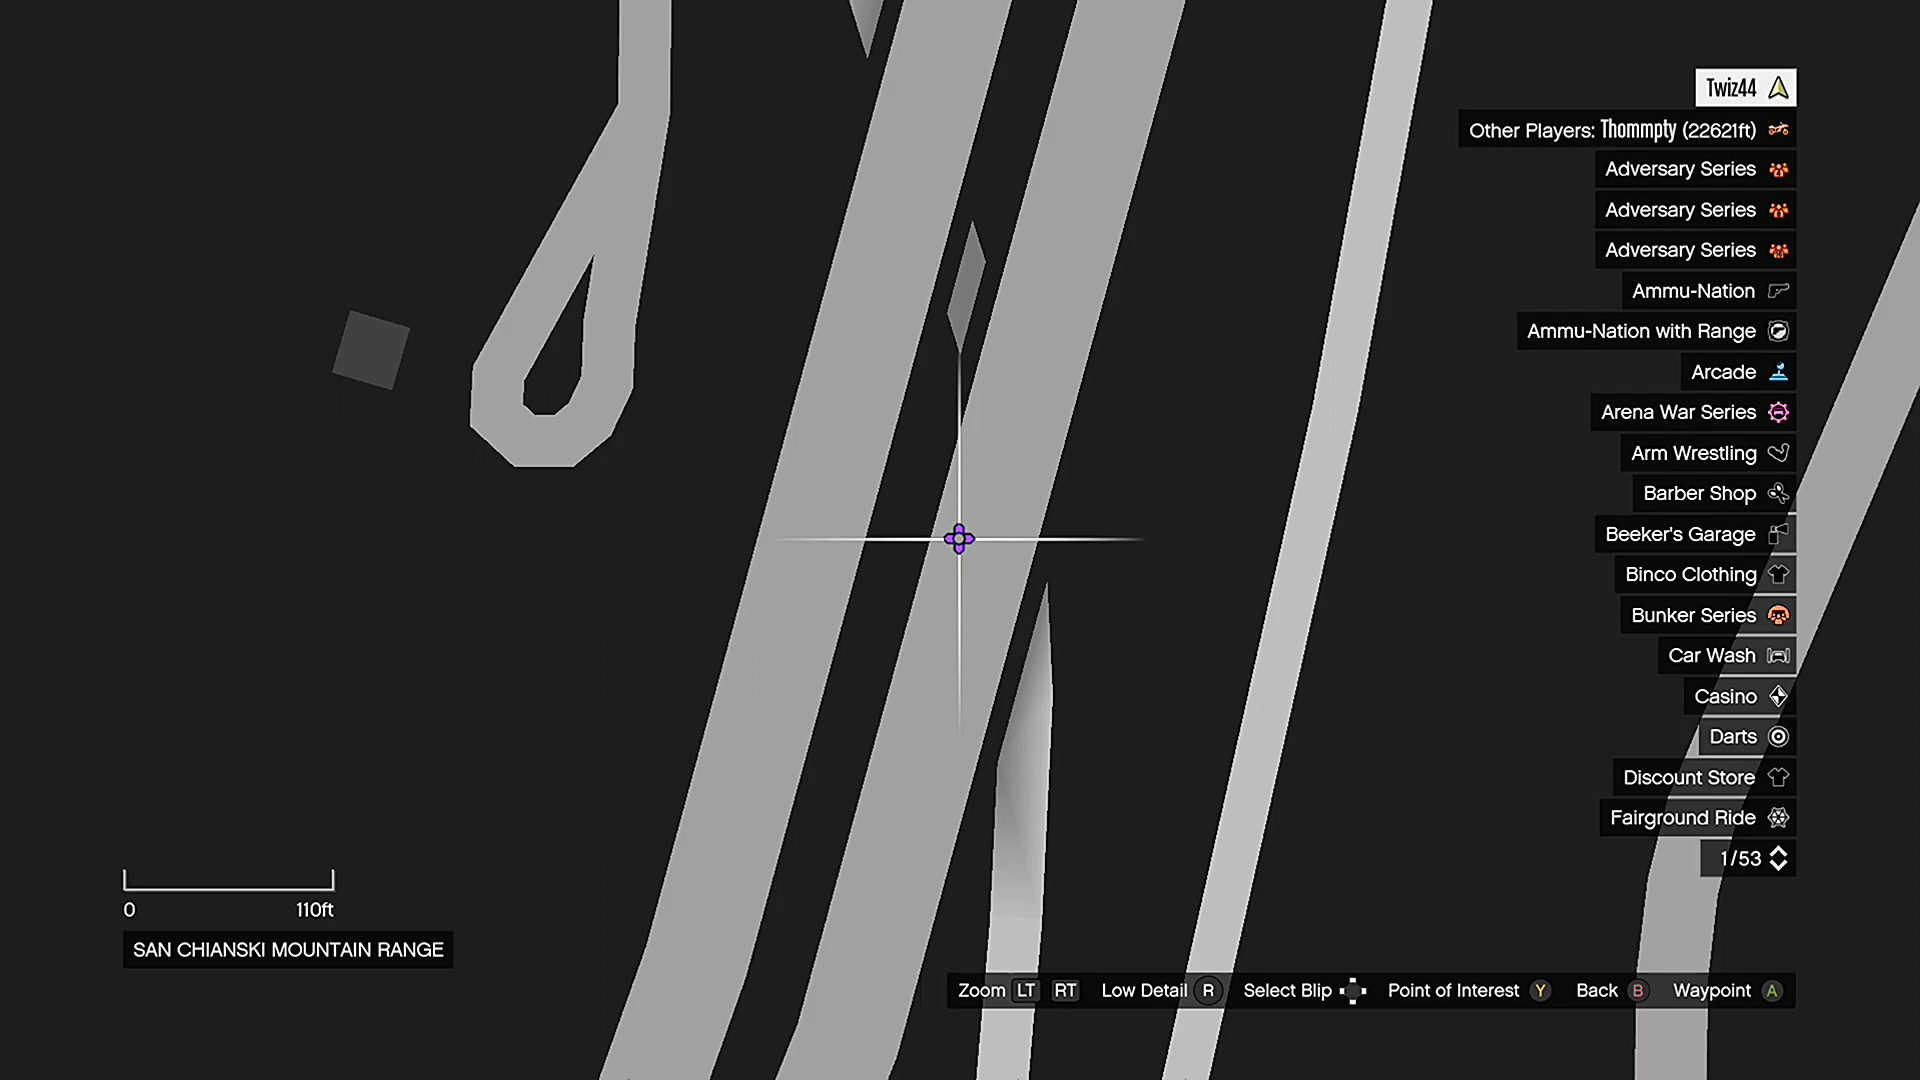 Twiz44
Other Players: Thommpty (22621ft)
Adversary Series
Adversary Series
Adversary Series
Ammu-Nation
Ammu-Nation with Range
Arcade
Arena War Series
Arm Wrestling
Barber Shop
Beeker's Garage
Binco Clothing
Bunker Series
Car Wash
Casino
Darts
Discount Store
Fairground Ride
1/53
0 110ft
SAN CHIANSKI MOUNTAIN RANGE
Zoom LT RT Low Detail R Select Blip Point of Interest Y Back B Waypoint A